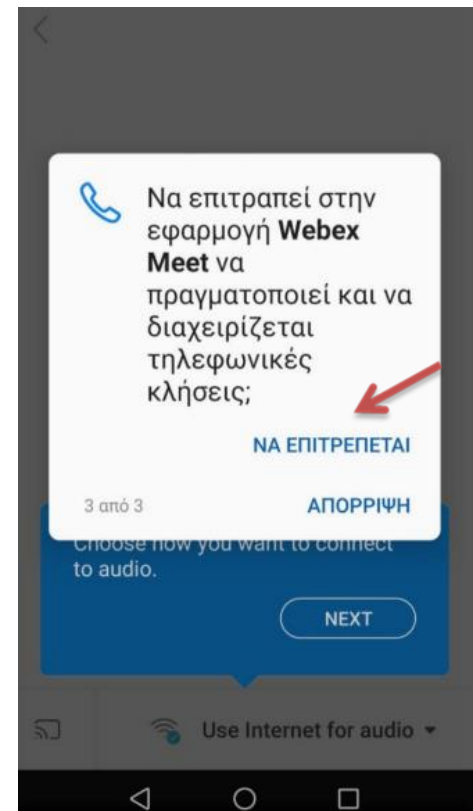 Να επιτραπεί στην
εφαρμογή Webex
Meet να
πραγματοποιεί και να
διαχειρίζεται
τηλεφωνικές
κλήσεις;
ΝΑ ΕΠΙΤΡΕΠΕΤΑΙ
3 από 3
ΑΠΟΡΡΙΨΗ
Choose how you want to connect
to audio.
NEXT
Use Internet for audio